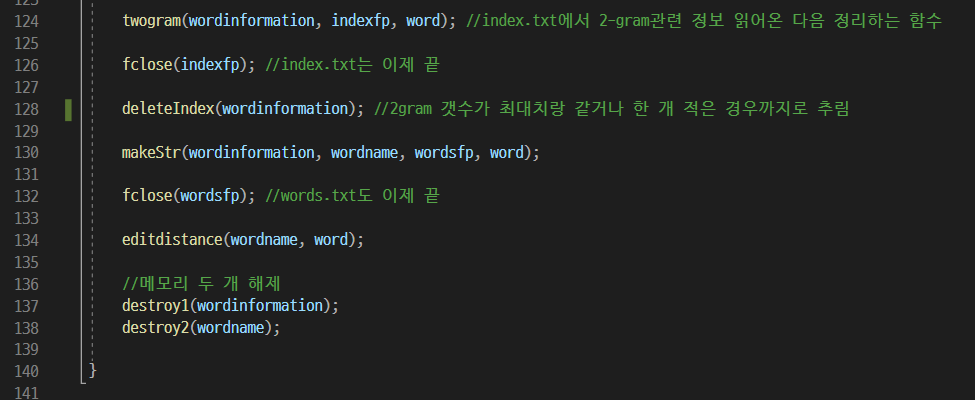 123
124 twogram(wordinformation, indexfp, word); //index.txt에서 2-gram관련 정보 읽어온 다음 정리하는 함수
125
126 fclose(indexfp); //index.txt는 이제 끝
127
128 deleteIndex(wordinformation); //2gram 갯수가 최대치랑 같거나 한 개 적은 경우까지로 추림
129
130 makeStr(wordinformation, wordname, wordsfp, word);
131
132 fclose(wordsfp); //words.txt도 이제 끝
133
134 editdistance(wordname, word);
135
136 //메모리 두 개 해제
137 destroy1(wordinformation);
138 destroy2(wordname);
139
140 }
141